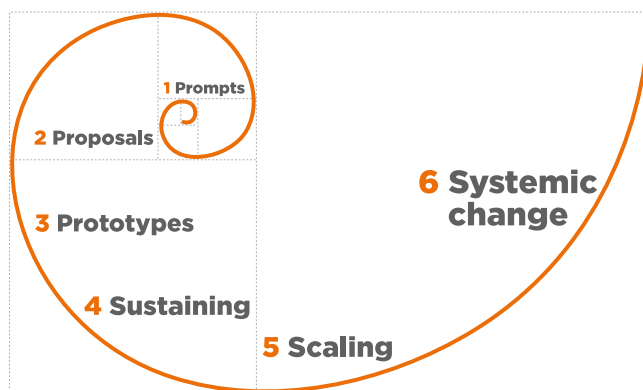 1 Prompts
2 Proposals
3 Prototypes
4 Sustaining
5 Scaling
6 Systemic
change